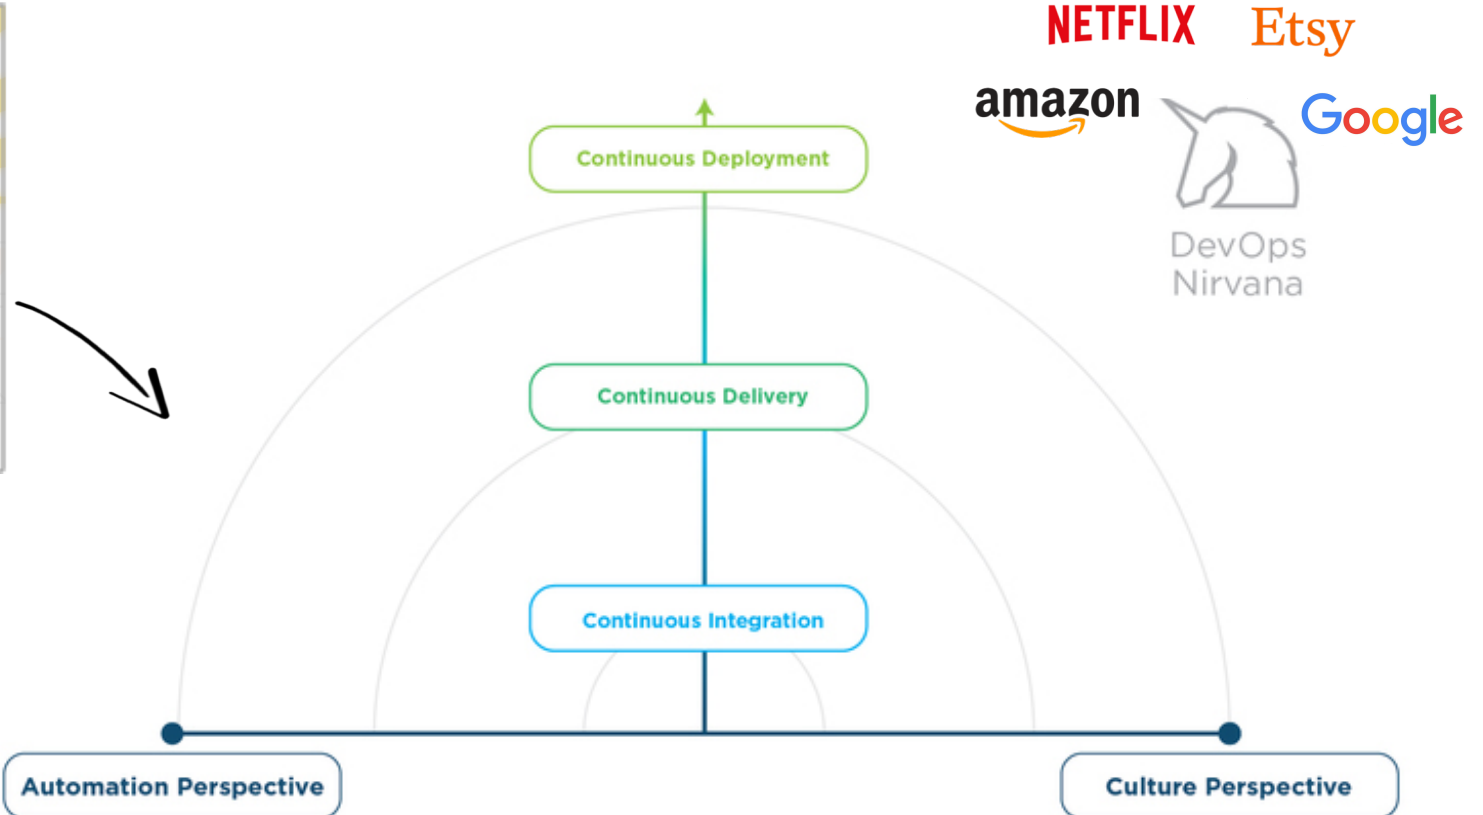 NETFLIX
Etsy
amazon
Google
DevOps
Nirvana
Continuous Deployment
Continuous Delivery
Continuous Integration
Automation Perspective
Culture Perspective